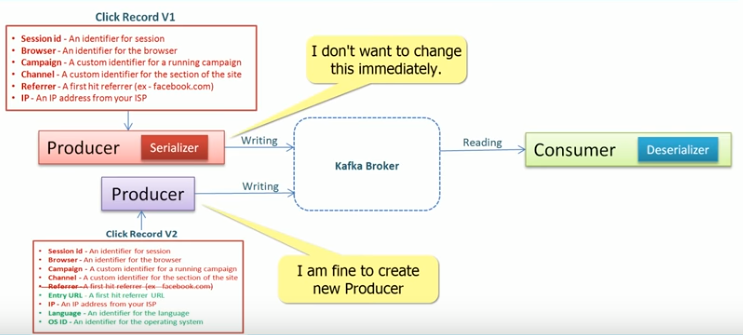 Click Record V1
• Session id - An identifier for session
• Browser - An identifier for the browser
• Campaign - A custom identifier for a running campaign
• Channel - A custom identifier for the section of the site
• Referrer - A first hit referrer (ex - facebook.com)
• IP - An IP address from your ISP
I don't want to change
this immediately.
Producer
Serializer
Writing
Kafka Broker
Reading
Consumer
Deserializer
Producer
Writing
Click Record V2
• Session id - An identifier for session
• Browser - An identifier for the browser
• Campaign - A custom identifier for a running campaign
• Channel - A custom identifier for the section of the site
• Referrer - A first hit referrer (ex - facebook.com)
• Entry URL - A first hit referrer URL
• IP - An IP address from your ISP
• Language - An identifier for the language
• OS ID - An identifier for the operating system
I am fine to create
new Producer